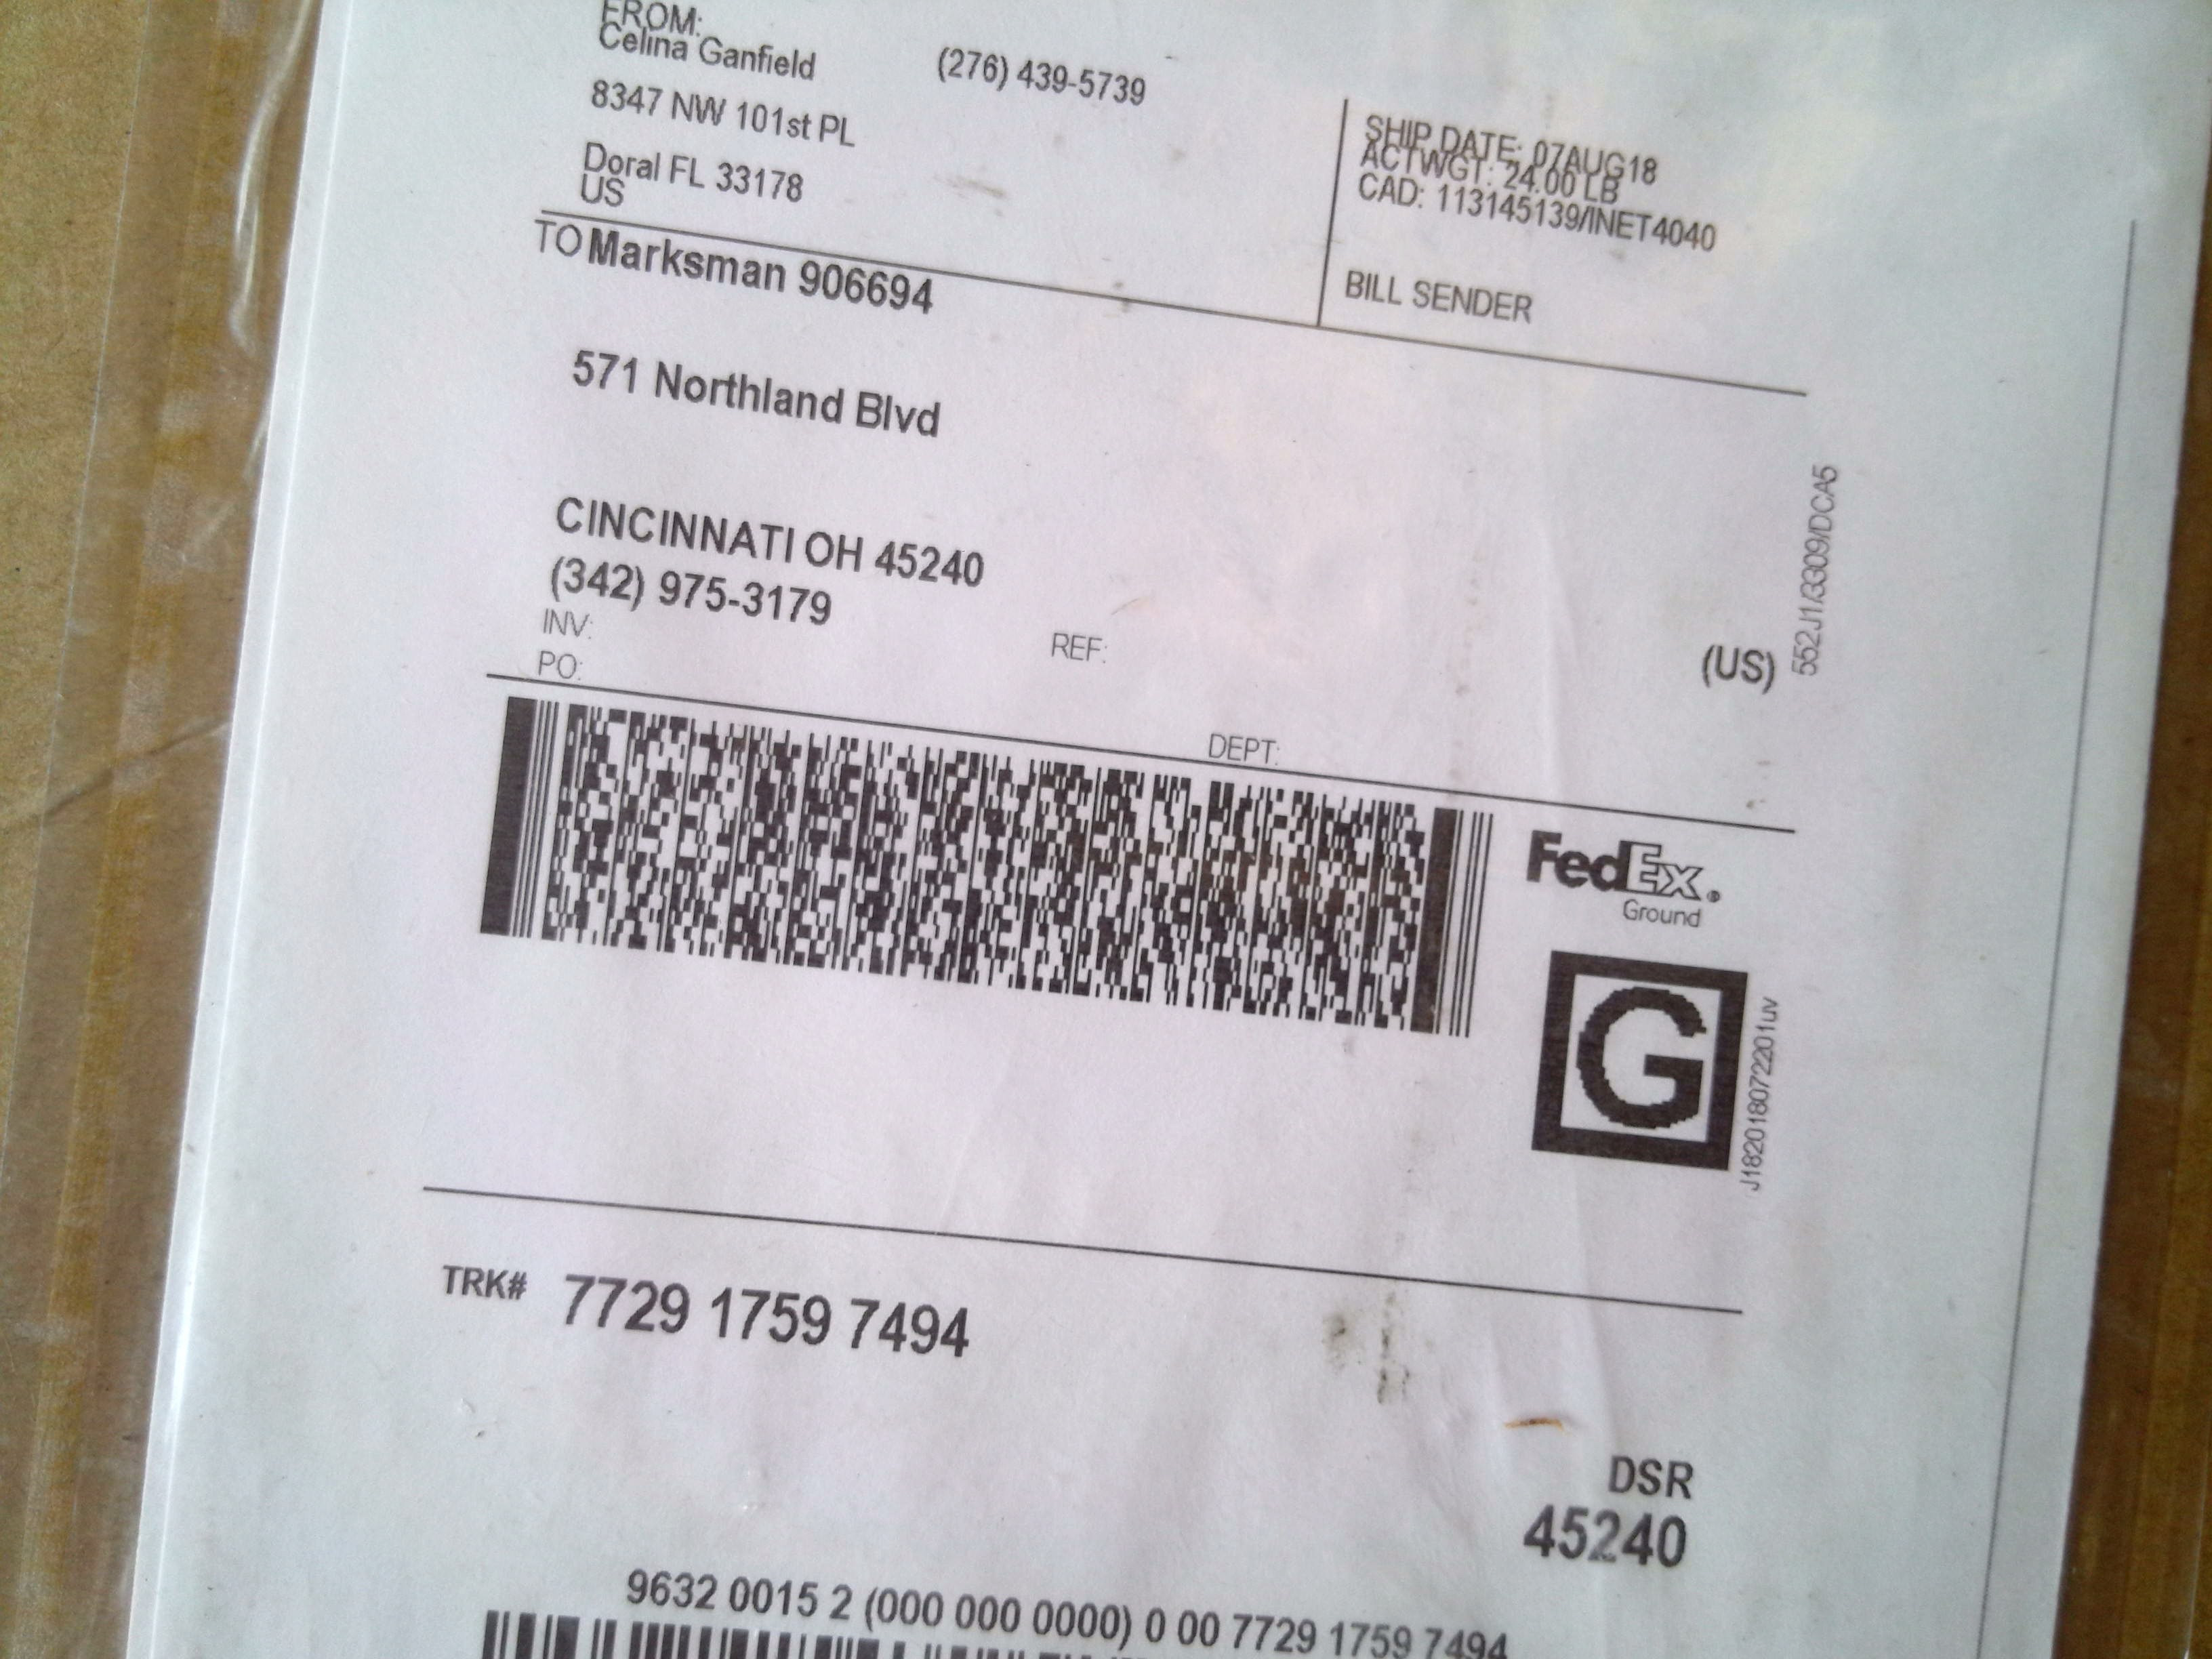 FROM:
Celina Ganfield
(276) 439-5739
8347 NW 101st PL
Doral FL 33178
US
SHIP DATE: 07AUG18
ACTWGT: 24.00 LB
CAD: 113145139/INET4040
BILL SENDER
TO Marksman 906694
571 Northland Blvd
CINCINNATI OH 45240
(342) 975-3179
INV:
REF:
PO:
DEPT:
(US)
552J1/3309/DCA5
FedEx®
Ground
G
J18201807220 1uv
TRK# 7729 1759 7494
DSR
45240
9632 0015 2 (000 000 0000) 0 00 7729 1759 7494